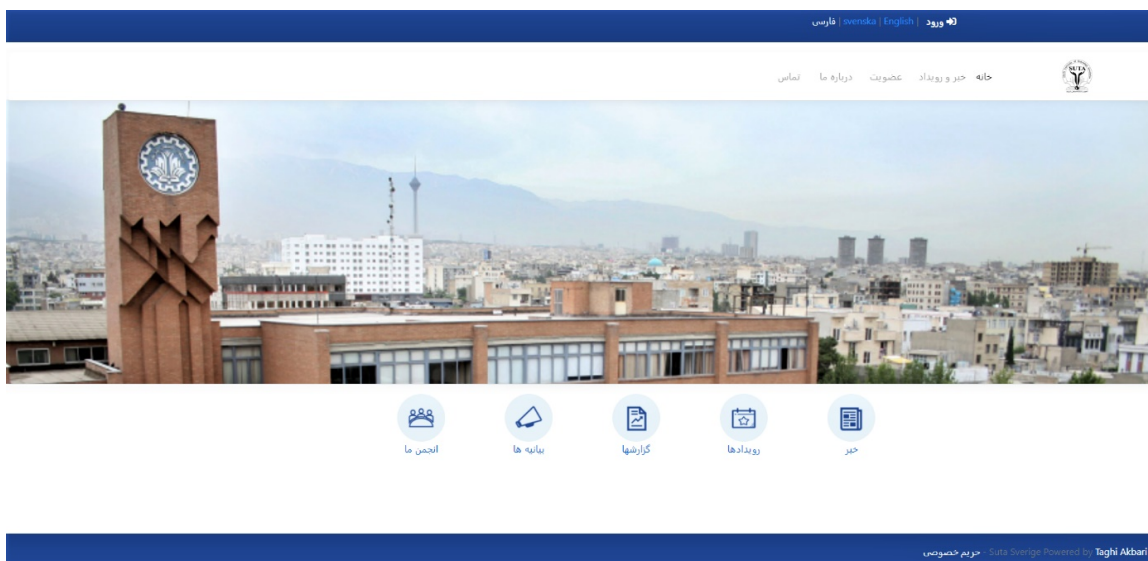 ورود | English | svenska | فارسی
SUTA
خانه خبر و رویداد عضویت درباره ما تماس
خبر
رویدادها
گزارشها
بیانیه ها
انجمن ما
حریم خصوصی - Suta Sverige Powered by Taghi Akbari